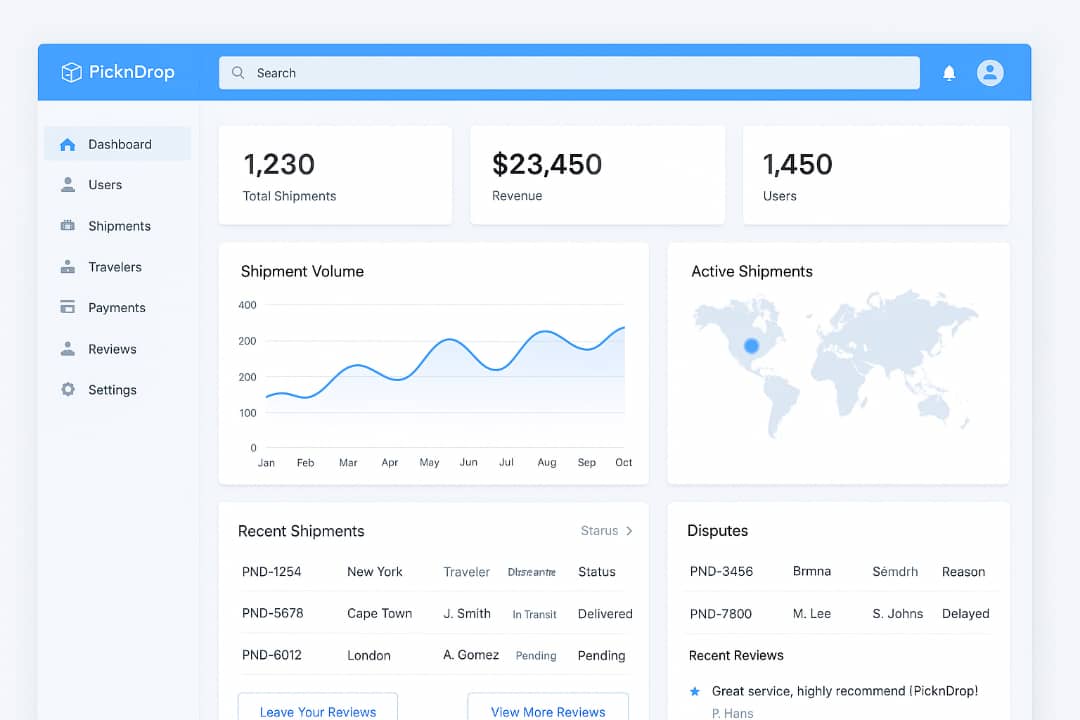 PicknDrop
Search
Dashboard
Users
Shipments
Travelers
Payments
Reviews
Settings
1,230
Total Shipments
$23,450
Revenue
1,450
Users
Shipment Volume
400
200
200
100
0
Jan Feb Mar Apr May Jun Jul Aug Sep Oct
Active Shipments
Recent Shipments Starus >
PND-1254 New York Traveler Status
PND-5678 Cape Town J. Smith In Transit Delivered
PND-6012 London A. Gomez Pending Pending
Leave Your Reviews View More Reviews
Disputes
PND-3456 Brmna Sémdrh Reason
PND-7800 M. Lee S. Johns Delayed
Recent Reviews
Great service, highly recommend (PicknDrop!
P. Hans